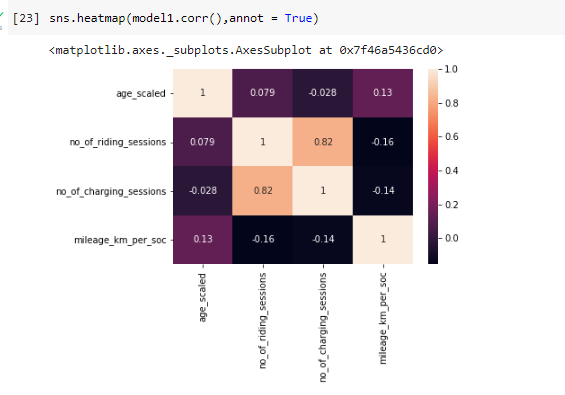 [23] sns.heatmap(model1.corr(),annot = True)
<matplotlib.axes._subplots.AxesSubplot at 0x7f46a5436cd0>
age_scaled 1 0.079 -0.028 0.13
no_of_riding_sessions 0.079 1 0.82 -0.16
no_of_charging_sessions -0.028 0.82 1 -0.14
mileage_km_per_soc 0.13 -0.16 -0.14 1
age_scaled
no_of_riding_sessions
no_of_charging_sessions
mileage_km_per_soc
1.0
0.8
0.6
0.4
0.2
0.0